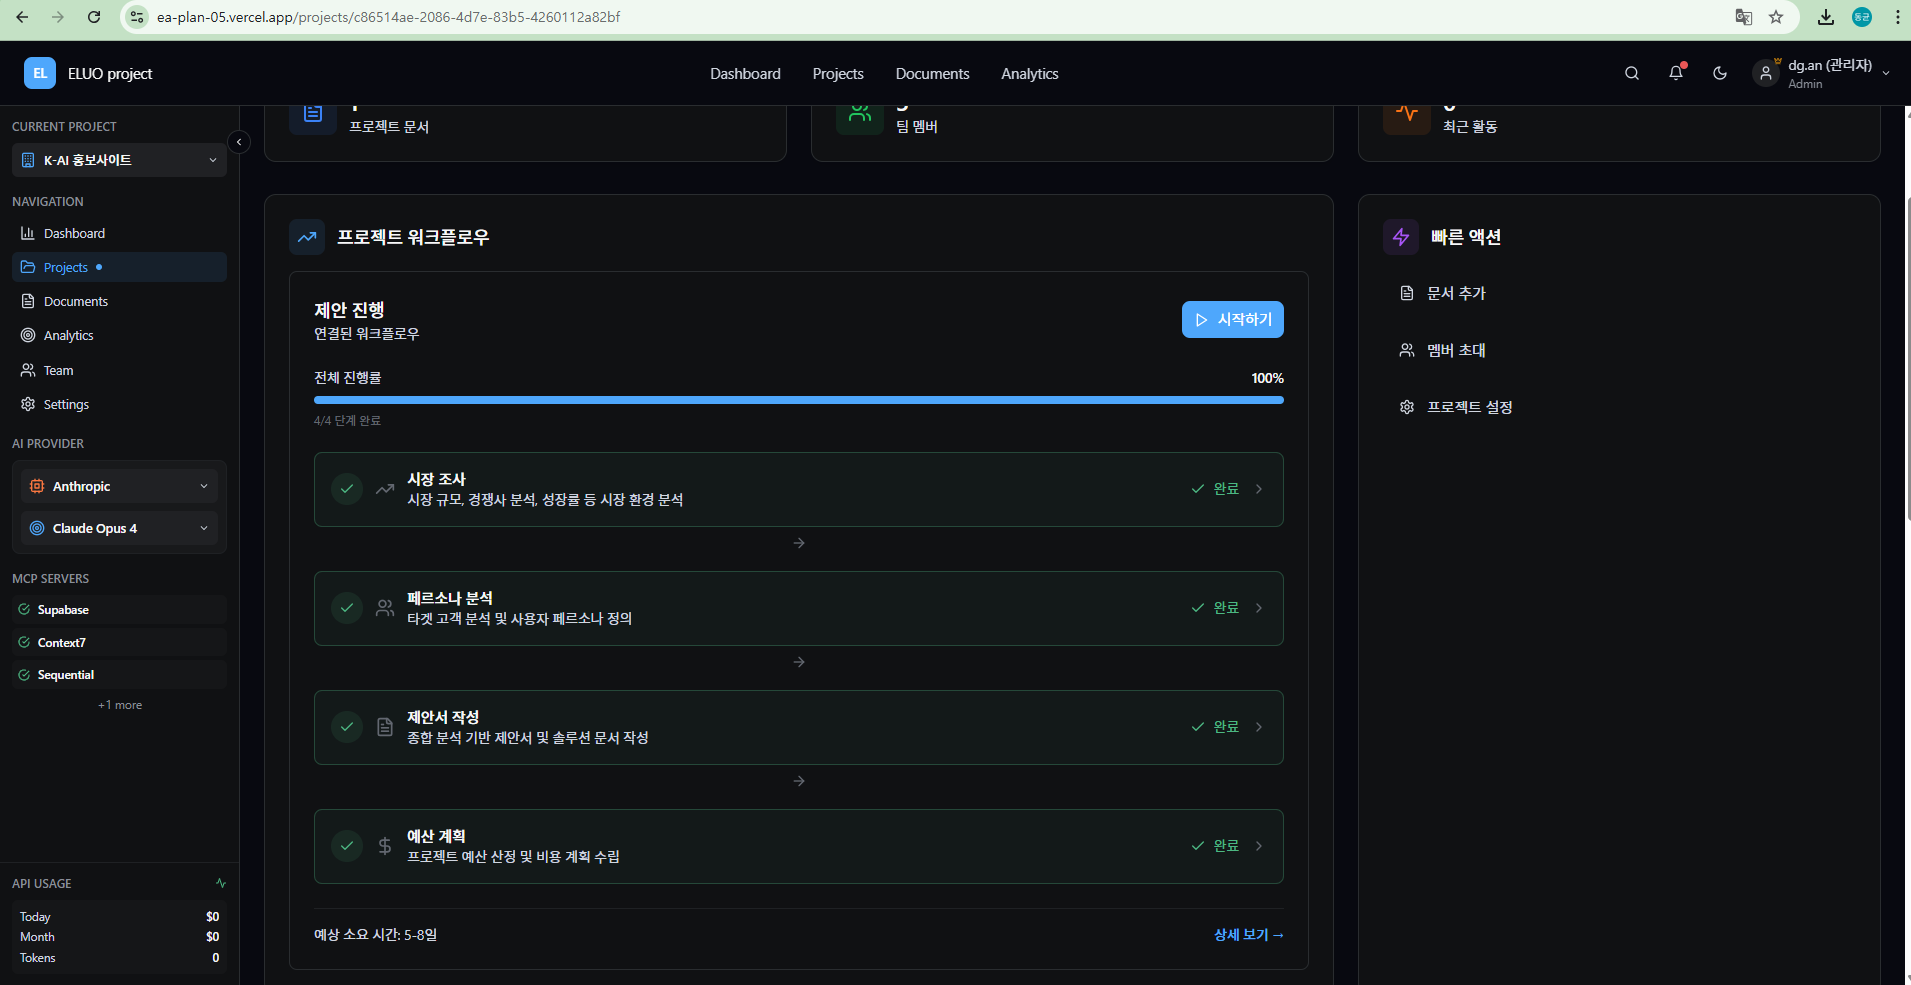 ea-plan-05.vercel.app/projects/c86514ae-2086-4d7e-83b5-4260112a82bf
동균
EL
ELUO project
Dashboard
Projects
Documents
Analytics
dg.an (관리자)
Admin
CURRENT PROJECT
K-AI 홍보사이트
NAVIGATION
Dashboard
Projects
Documents
Analytics
Team
Settings
AI PROVIDER
Anthropic
Claude Opus 4
MCP SERVERS
Supabase
Context7
Sequential
+1 more
API USAGE
Today $0
Month $0
Tokens 0
프로젝트 문서
팀 멤버
최근 활동
프로젝트 워크플로우
제안 진행
연결된 워크플로우
시작하기
전체 진행률 100%
4/4 단계 완료
시장 조사
시장 규모, 경쟁사 분석, 성장률 등 시장 환경 분석
완료
페르소나 분석
타겟 고객 분석 및 사용자 페르소나 정의
완료
제안서 작성
종합 분석 기반 제안서 및 솔루션 문서 작성
완료
예산 계획
프로젝트 예산 산정 및 비용 계획 수립
완료
예상 소요 시간: 5-8일
상세 보기 →
빠른 액션
문서 추가
멤버 초대
프로젝트 설정